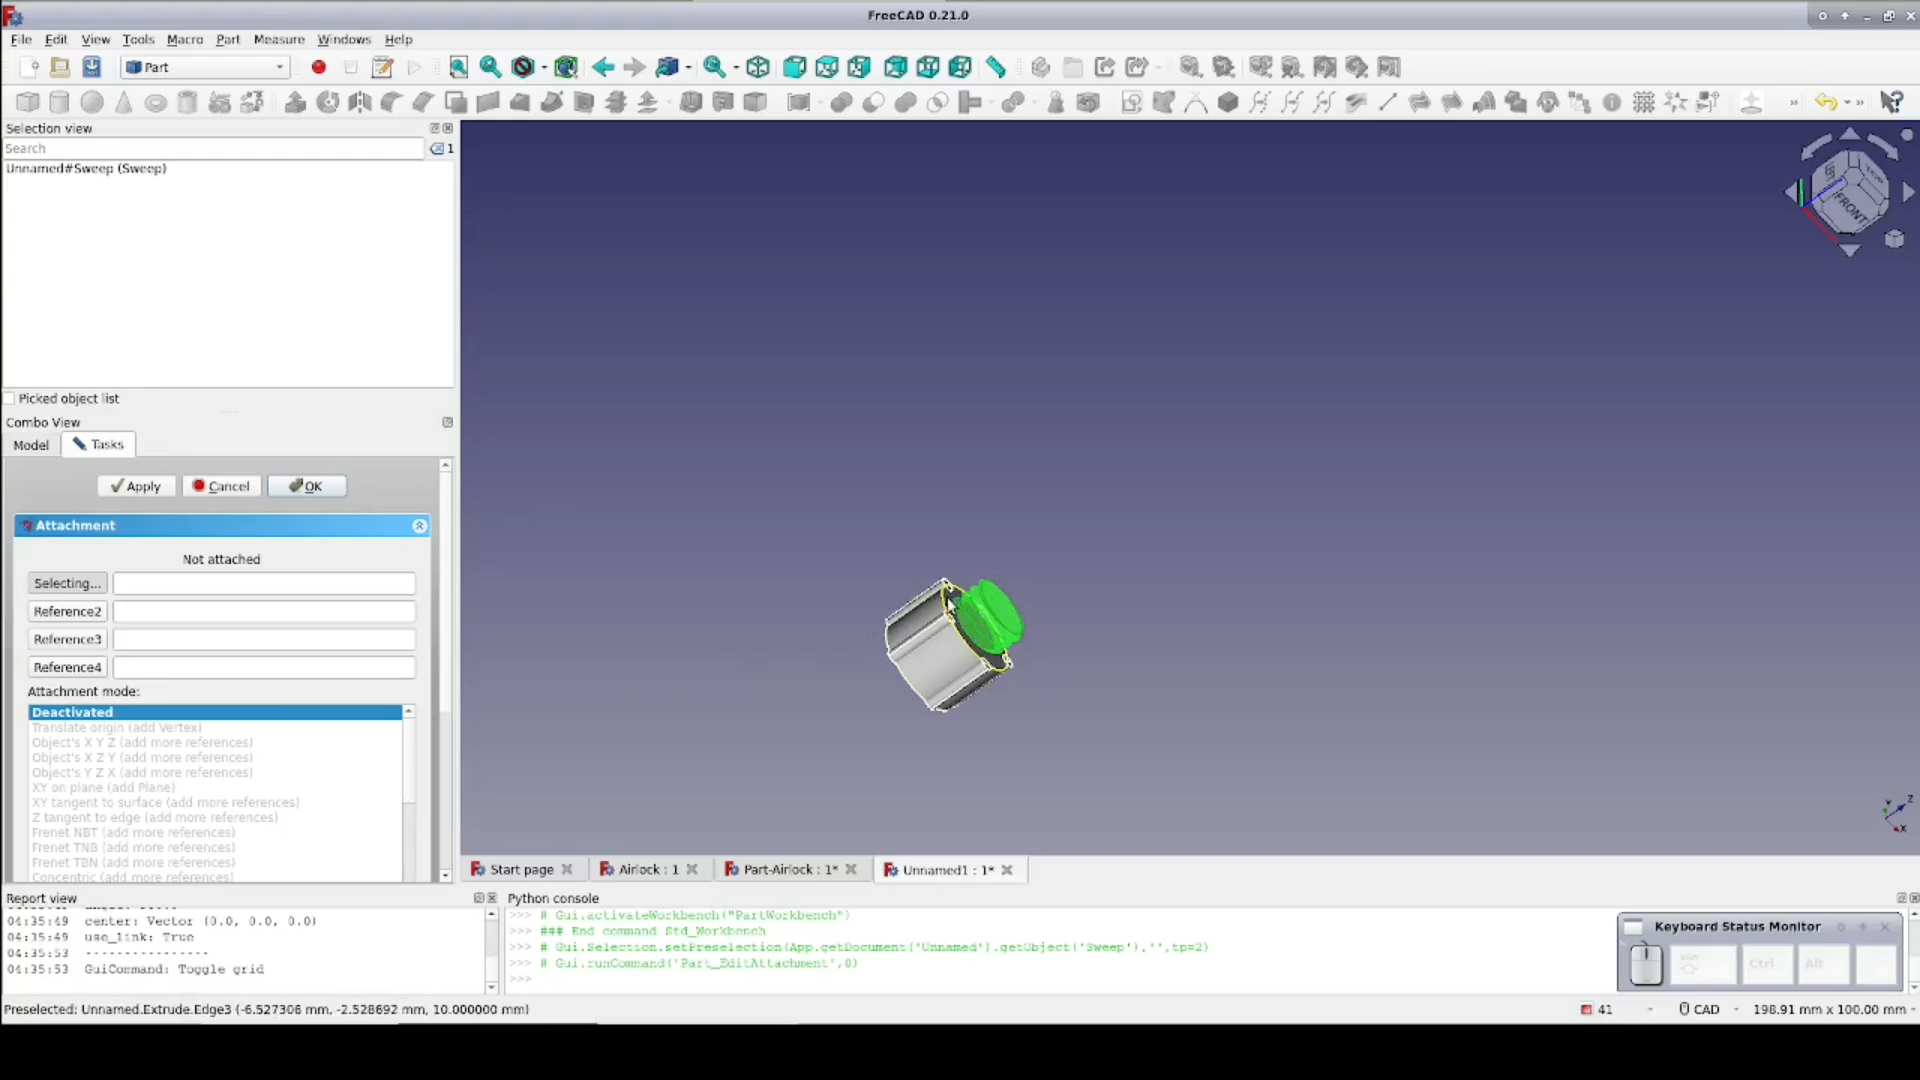 FreeCAD 0.21.0
File Edit View Tools Macro Part Measure Windows Help
Part
Selection view
Search
1
Unnamed#Sweep (Sweep)
Picked object list
Combo View
Model
Tasks
Apply
Cancel
OK
Attachment
Not attached
Selecting...
Reference2
Reference3
Reference4
Attachment mode:
Deactivated
Translate origin (add Vertex)
Object's X Y Z (add more references)
Object's X Z Y (add more references)
Object's Y Z X (add more references)
XY on plane (add Plane)
XY tangent to surface (add more references)
Z tangent to edge (add more references)
Frenet NBT (add more references)
Frenet TNB (add more references)
Frenet TBN (add more references)
Concentric (add more references)
FRONT
Z
X
Start page
Airlock : 1
Part-Airlock : 1*
Unnamed1 : 1*
Report view
04:35:49 center: Vector (0.0, 0.0, 0.0)
04:35:49 use_link: True
04:35:53 ----------------
04:35:53 GuiCommand: Toggle grid
Python console
>>> # Gui.activateWorkbench("PartWorkbench")
>>> ### End command Std_Workbench
>>> # Gui.Selection.setPreselection(App.getDocument('Unnamed').getObject('Sweep'),'',tp=2)
>>> # Gui.runCommand('Part_EditAttachment',0)
>>>
Keyboard Status Monitor
Ctrl
Alt
Preselected: Unnamed.Extrude.Edge3 (-6.527306 mm, -2.528692 mm, 10.000000 mm)
41
CAD
198.91 mm x 100.00 mm